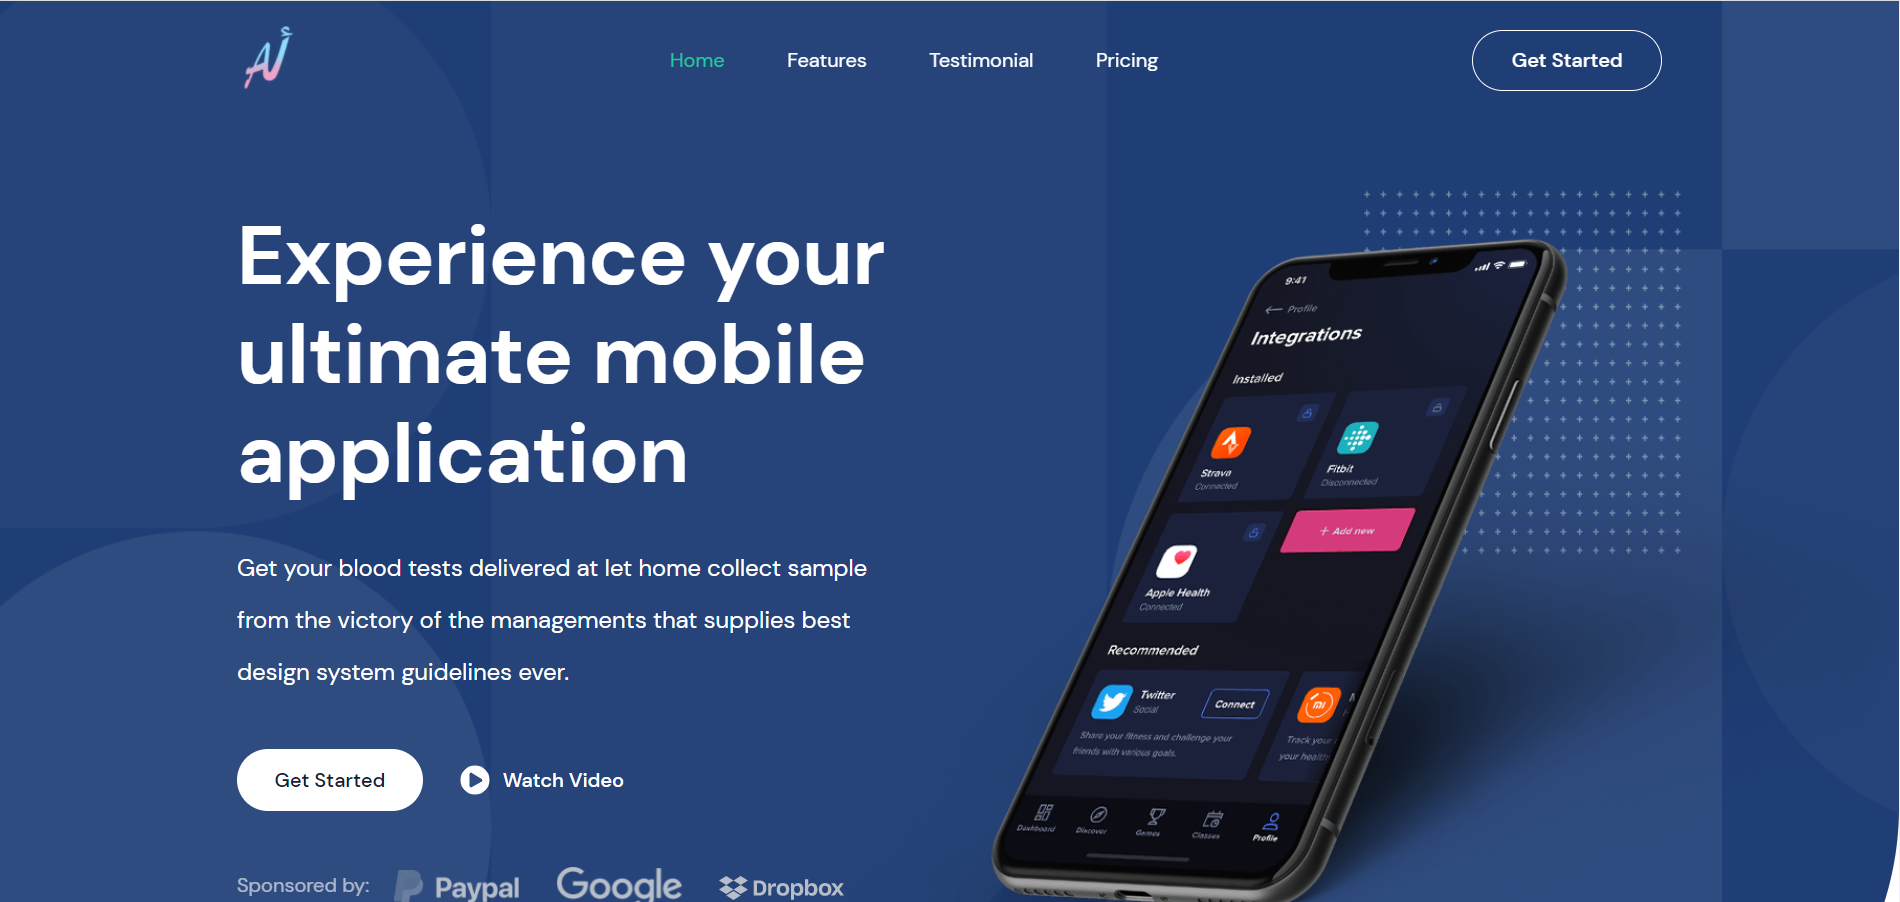 Home Features Testimonial Pricing
Get Started
Experience your
ultimate mobile
application
Get your blood tests delivered at let home collect sample
from the victory of the managements that supplies best
design system guidelines ever.
Get Started
Watch Video
Sponsored by:
Paypal
Google
Dropbox
9:41
Profile
Integrations
Installed
Strava
Connected
Fitbit
Disconnected
Apple Health
Connected
+ Add new
Recommended
Twitter
Social
Connect
Share your fitness and challenge your
friends with various goals.
mi
Track your
your health
Dashboard
Discover
Games
Classes
Profile